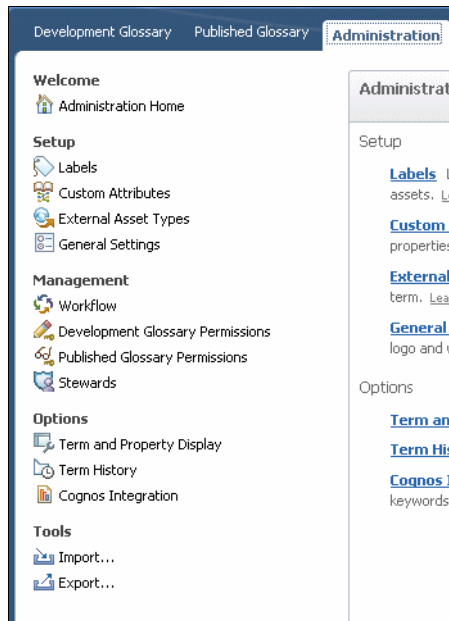 Development Glossary Published Glossary Administration
Welcome
Administration Home
Setup
Labels
Custom Attributes
External Asset Types
General Settings
Management
Workflow
Development Glossary Permissions
Published Glossary Permissions
Stewards
Options
Term and Property Display
Term History
Cognos Integration
Tools
Import...
Export...
Administrat
Setup
Labels
assets. L
Custom
properties
External
term. Lea
General
logo and u
Options
Term an
Term His
Cognos I
keywords